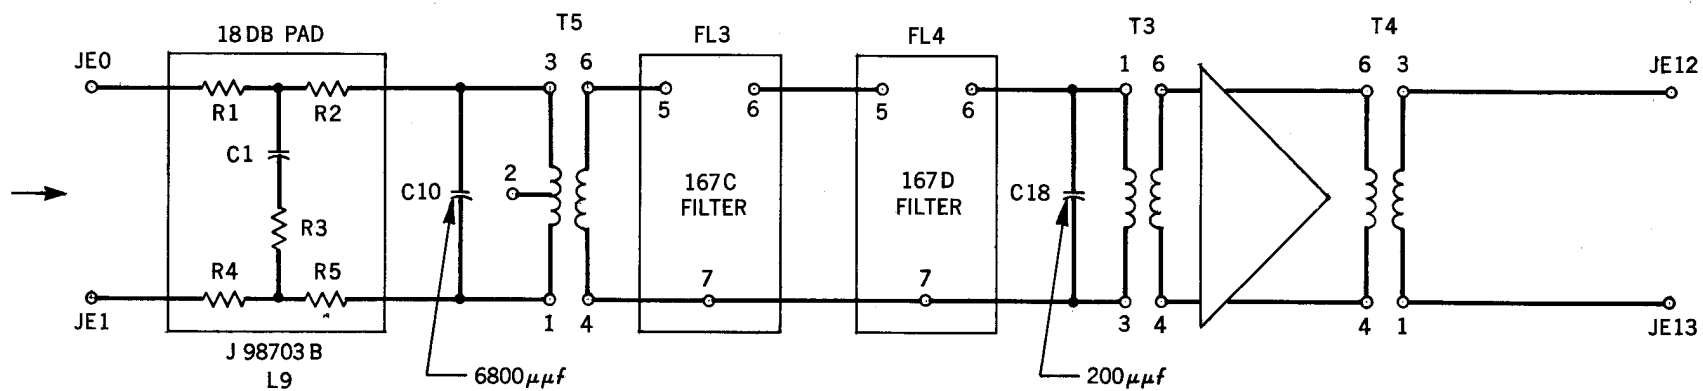 18 DB PAD
T5
FL3
FL4
T3
T4
JE0
3
6
1
6
6
3
JE12
R1
R2
5
6
5
6
C1
2
C10
167C
FILTER
167D
FILTER
C18
R3
R4
R5
7
7
JE1
1
4
3
4
4
1
JE13
J 98703 B
L9
6800μμf
200μμf